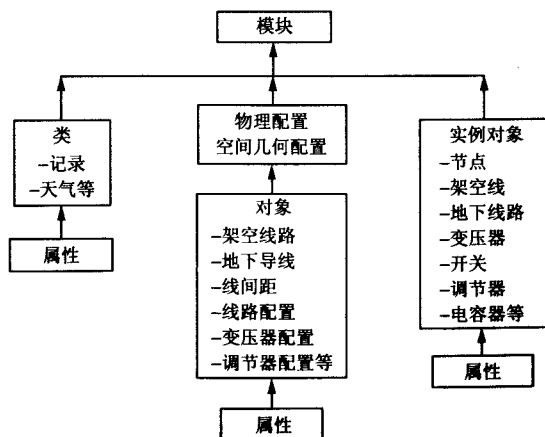 模块
类
-记录
-天气等
属性
物理配置
空间几何配置
对象
-架空线路
-地下导线
-线间距
-线路配置
-变压器配置
-调节器配置等
属性
实例对象
-节点
-架空线
-地下线路
-变压器
-开关
-调节器
-电容器等
属性